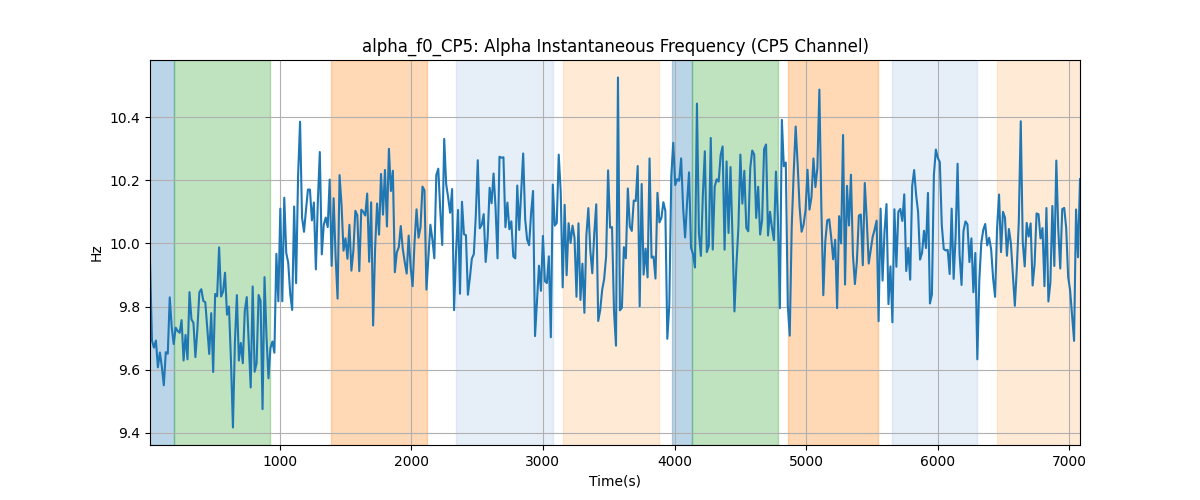 alpha_f0_CP5: Alpha Instantaneous Frequency (CP5 Channel)
Hz
10.4
10.2
10.0
9.8
9.6
9.4
1000 2000 3000 4000 5000 6000 7000
Time(s)